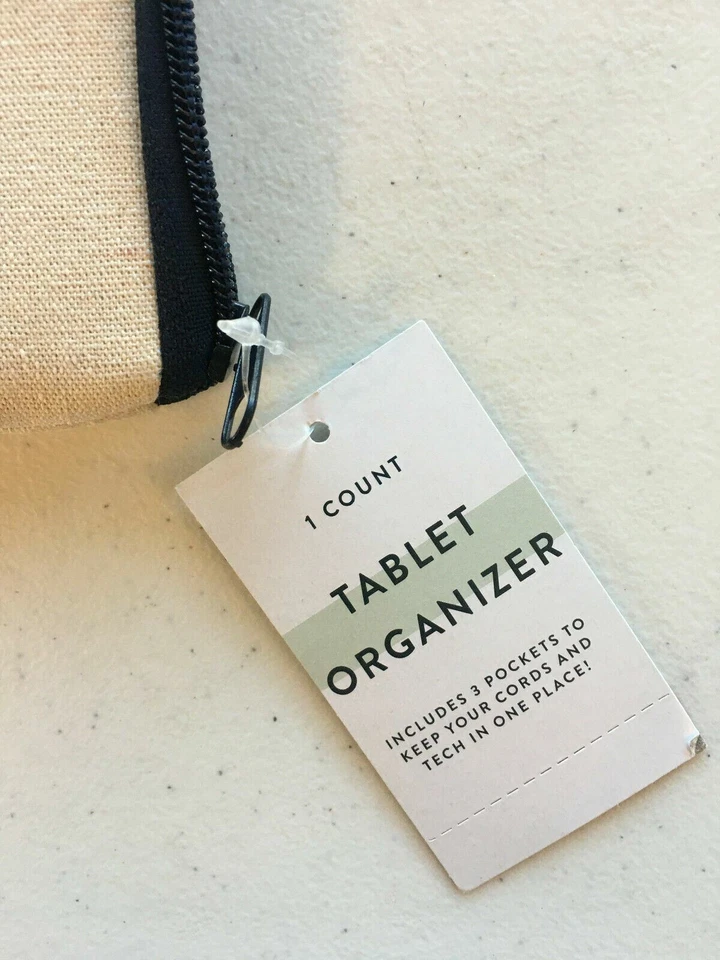 1 COUNT
TABLET
ORGANIZER
INCLUDES 3 POCKETS TO
KEEP YOUR CORDS AND
TECH IN ONE PLACE!